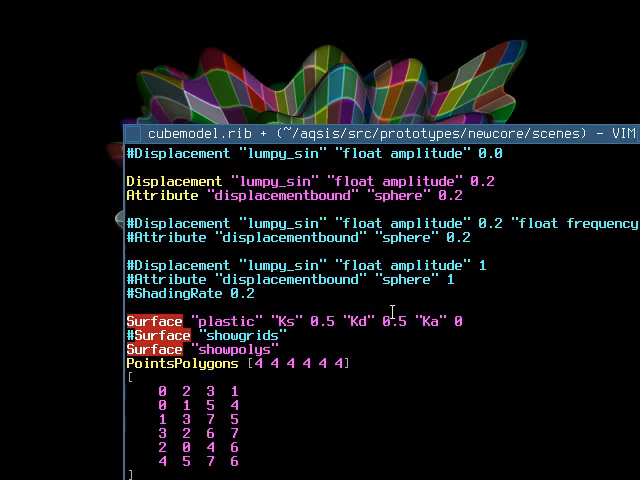 cubemodel.rib + (~/aqsis/src/prototypes/newcore/scenes) - VIM
#Displacement "lumpy_sin" "float amplitude" 0.0
Displacement "lumpy_sin" "float amplitude" 0.2
Attribute "displacementbound" "sphere" 0.2
#Displacement "lumpy_sin" "float amplitude" 0.2 "float frequency
#Attribute "displacementbound" "sphere" 0.2
#Displacement "lumpy_sin" "float amplitude" 1
#Attribute "displacementbound" "sphere" 1
#ShadingRate 0.2
Surface "plastic" "Ks" 0.5 "Kd" 0.5 "Ka" 0
#Surface "showgrids"
Surface "showpolys"
PointsPolygons [4 4 4 4 4 4]
[
0 2 3 1
0 1 5 4
1 3 7 5
3 2 6 7
2 0 4 6
4 5 7 6
]